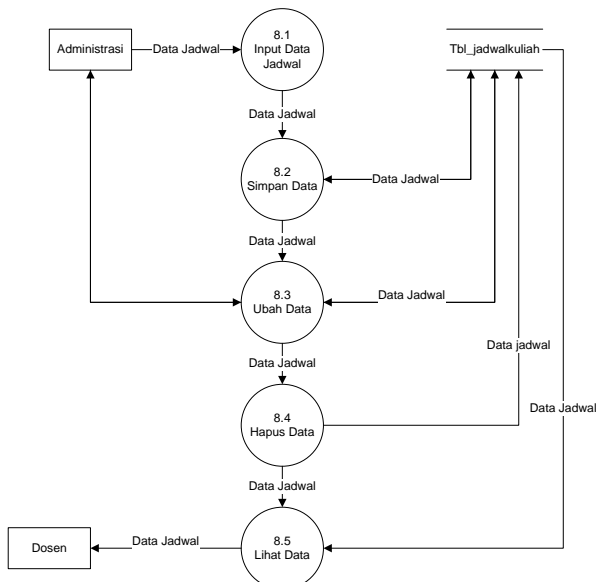 Administrasi
Data Jadwal
8.1
Input Data
Jadwal
Tbl_jadwalkuliah
Data Jadwal
8.2
Simpan Data
Data Jadwal
Data Jadwal
8.3
Ubah Data
Data Jadwal
Data Jadwal
Data jadwal
8.4
Hapus Data
Data Jadwal
Data Jadwal
8.5
Lihat Data
Data Jadwal
Dosen